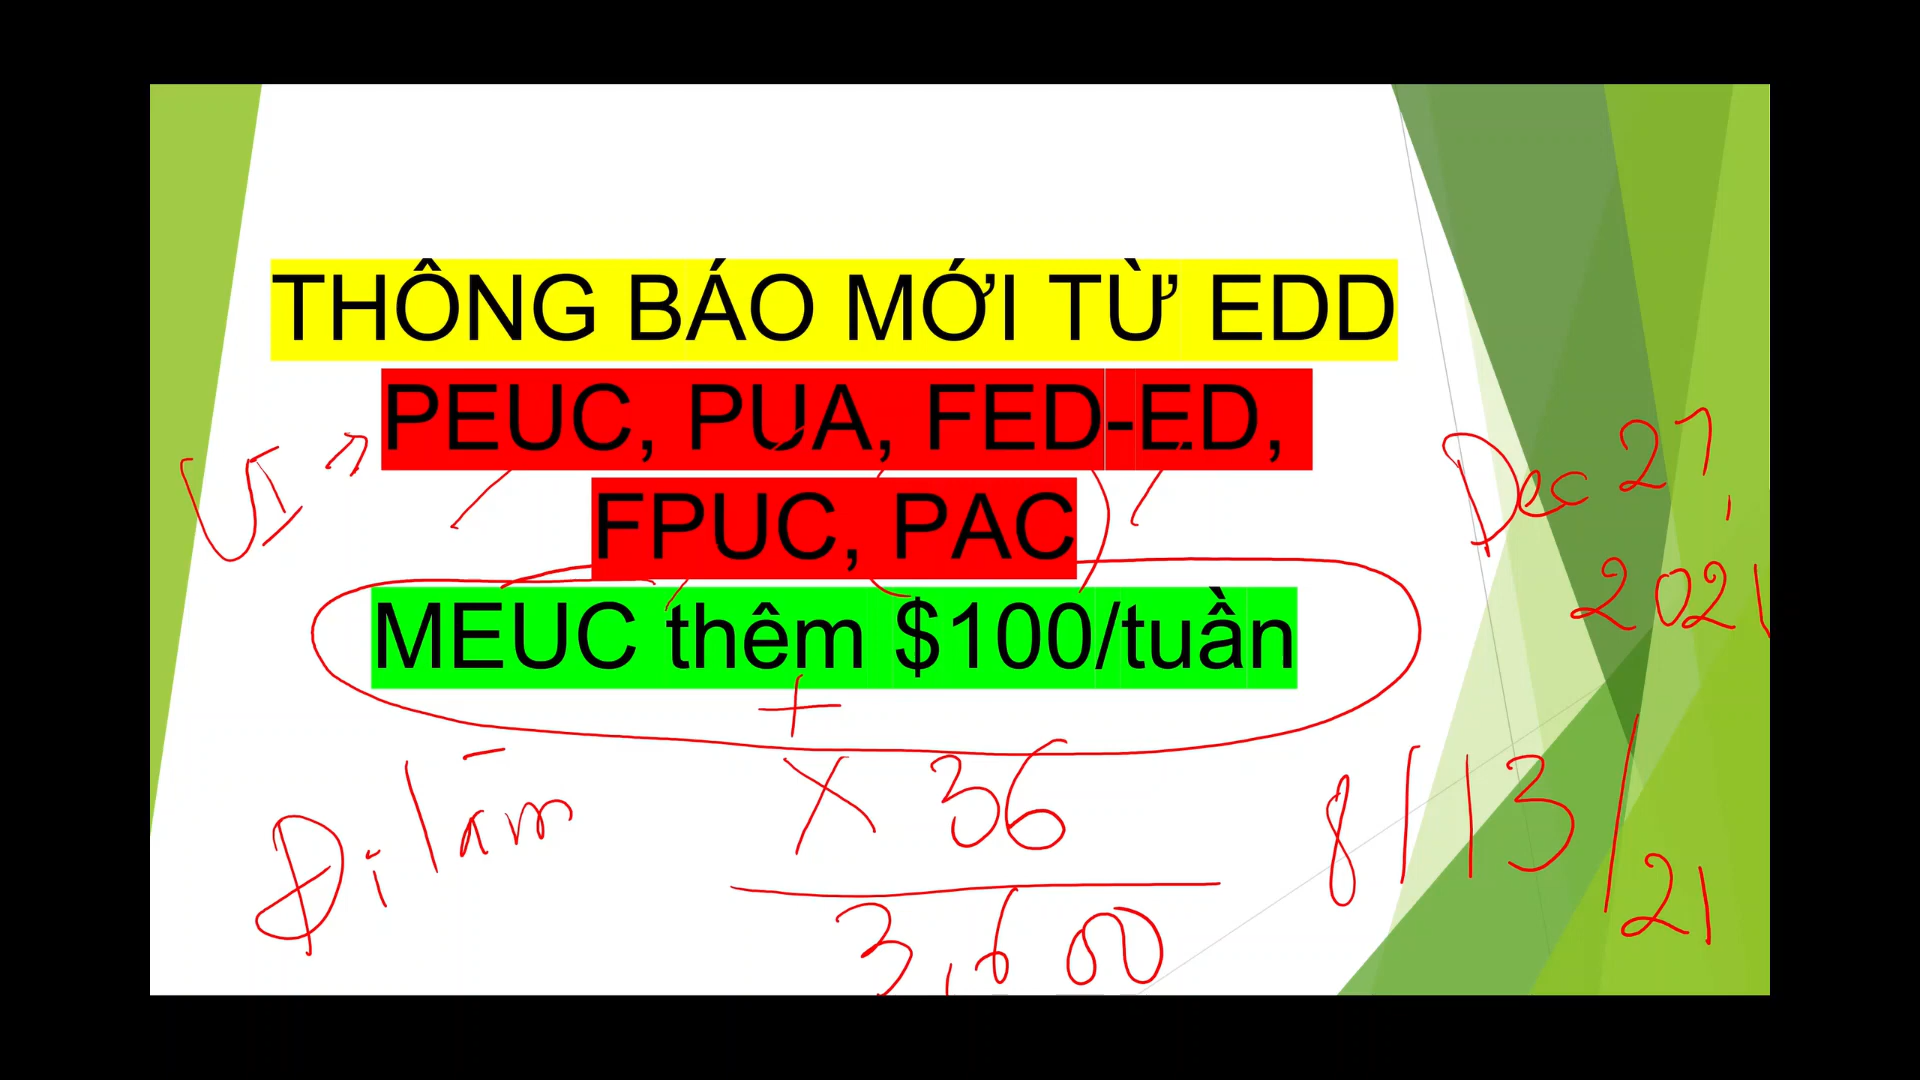 THÔNG BÁO MỚI TỪ EDD
PEUC, PUA, FED-ED,
FPUC, PAC
MEUC thêm $100/tuần
UI
Dec 27,
2021
+
x 36
3,600
Đi làm
8/13/21